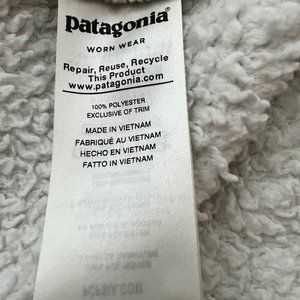 patagonia®
WORN WEAR
Repair, Reuse, Recycle
This Product
www.patagonia.com
100% POLYESTER
EXCLUSIVE OF TRIM
MADE IN VIETNAM
FABRIQUÉ AU VIETNAM
HECHO EN VIETNAM
FATTO IN VIETNAM